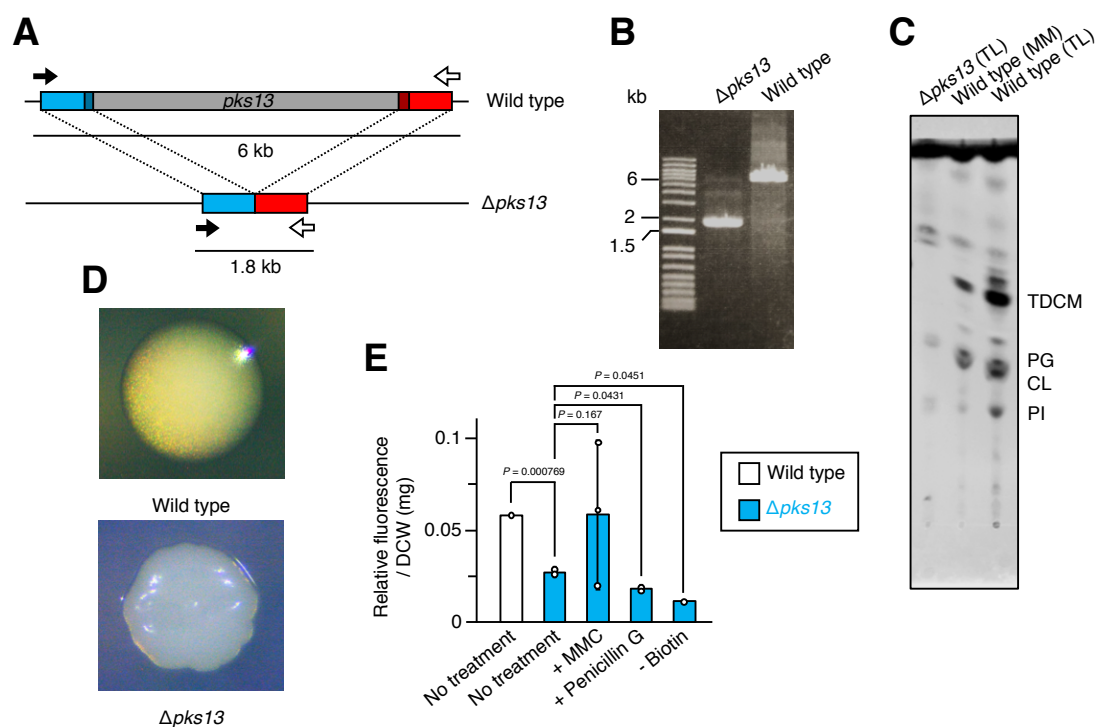 A
pks13
Wild type
6 kb
Δpks13
1.8 kb
B
kb
Δpks13
Wild type
6
2
1.5
C
Δpks13 (TL)
Wild type (MM)
Wild type (TL)
TDCM
PG
CL
PI
D
Wild type
Δpks13
E
P = 0.0451
P = 0.0431
P = 0.167
P = 0.000769
Relative fluorescence
/ DCW (mg)
0.1
0.05
0
No treatment
No treatment
+ MMC
+ Penicillin G
- Biotin
Wild type
Δpks13